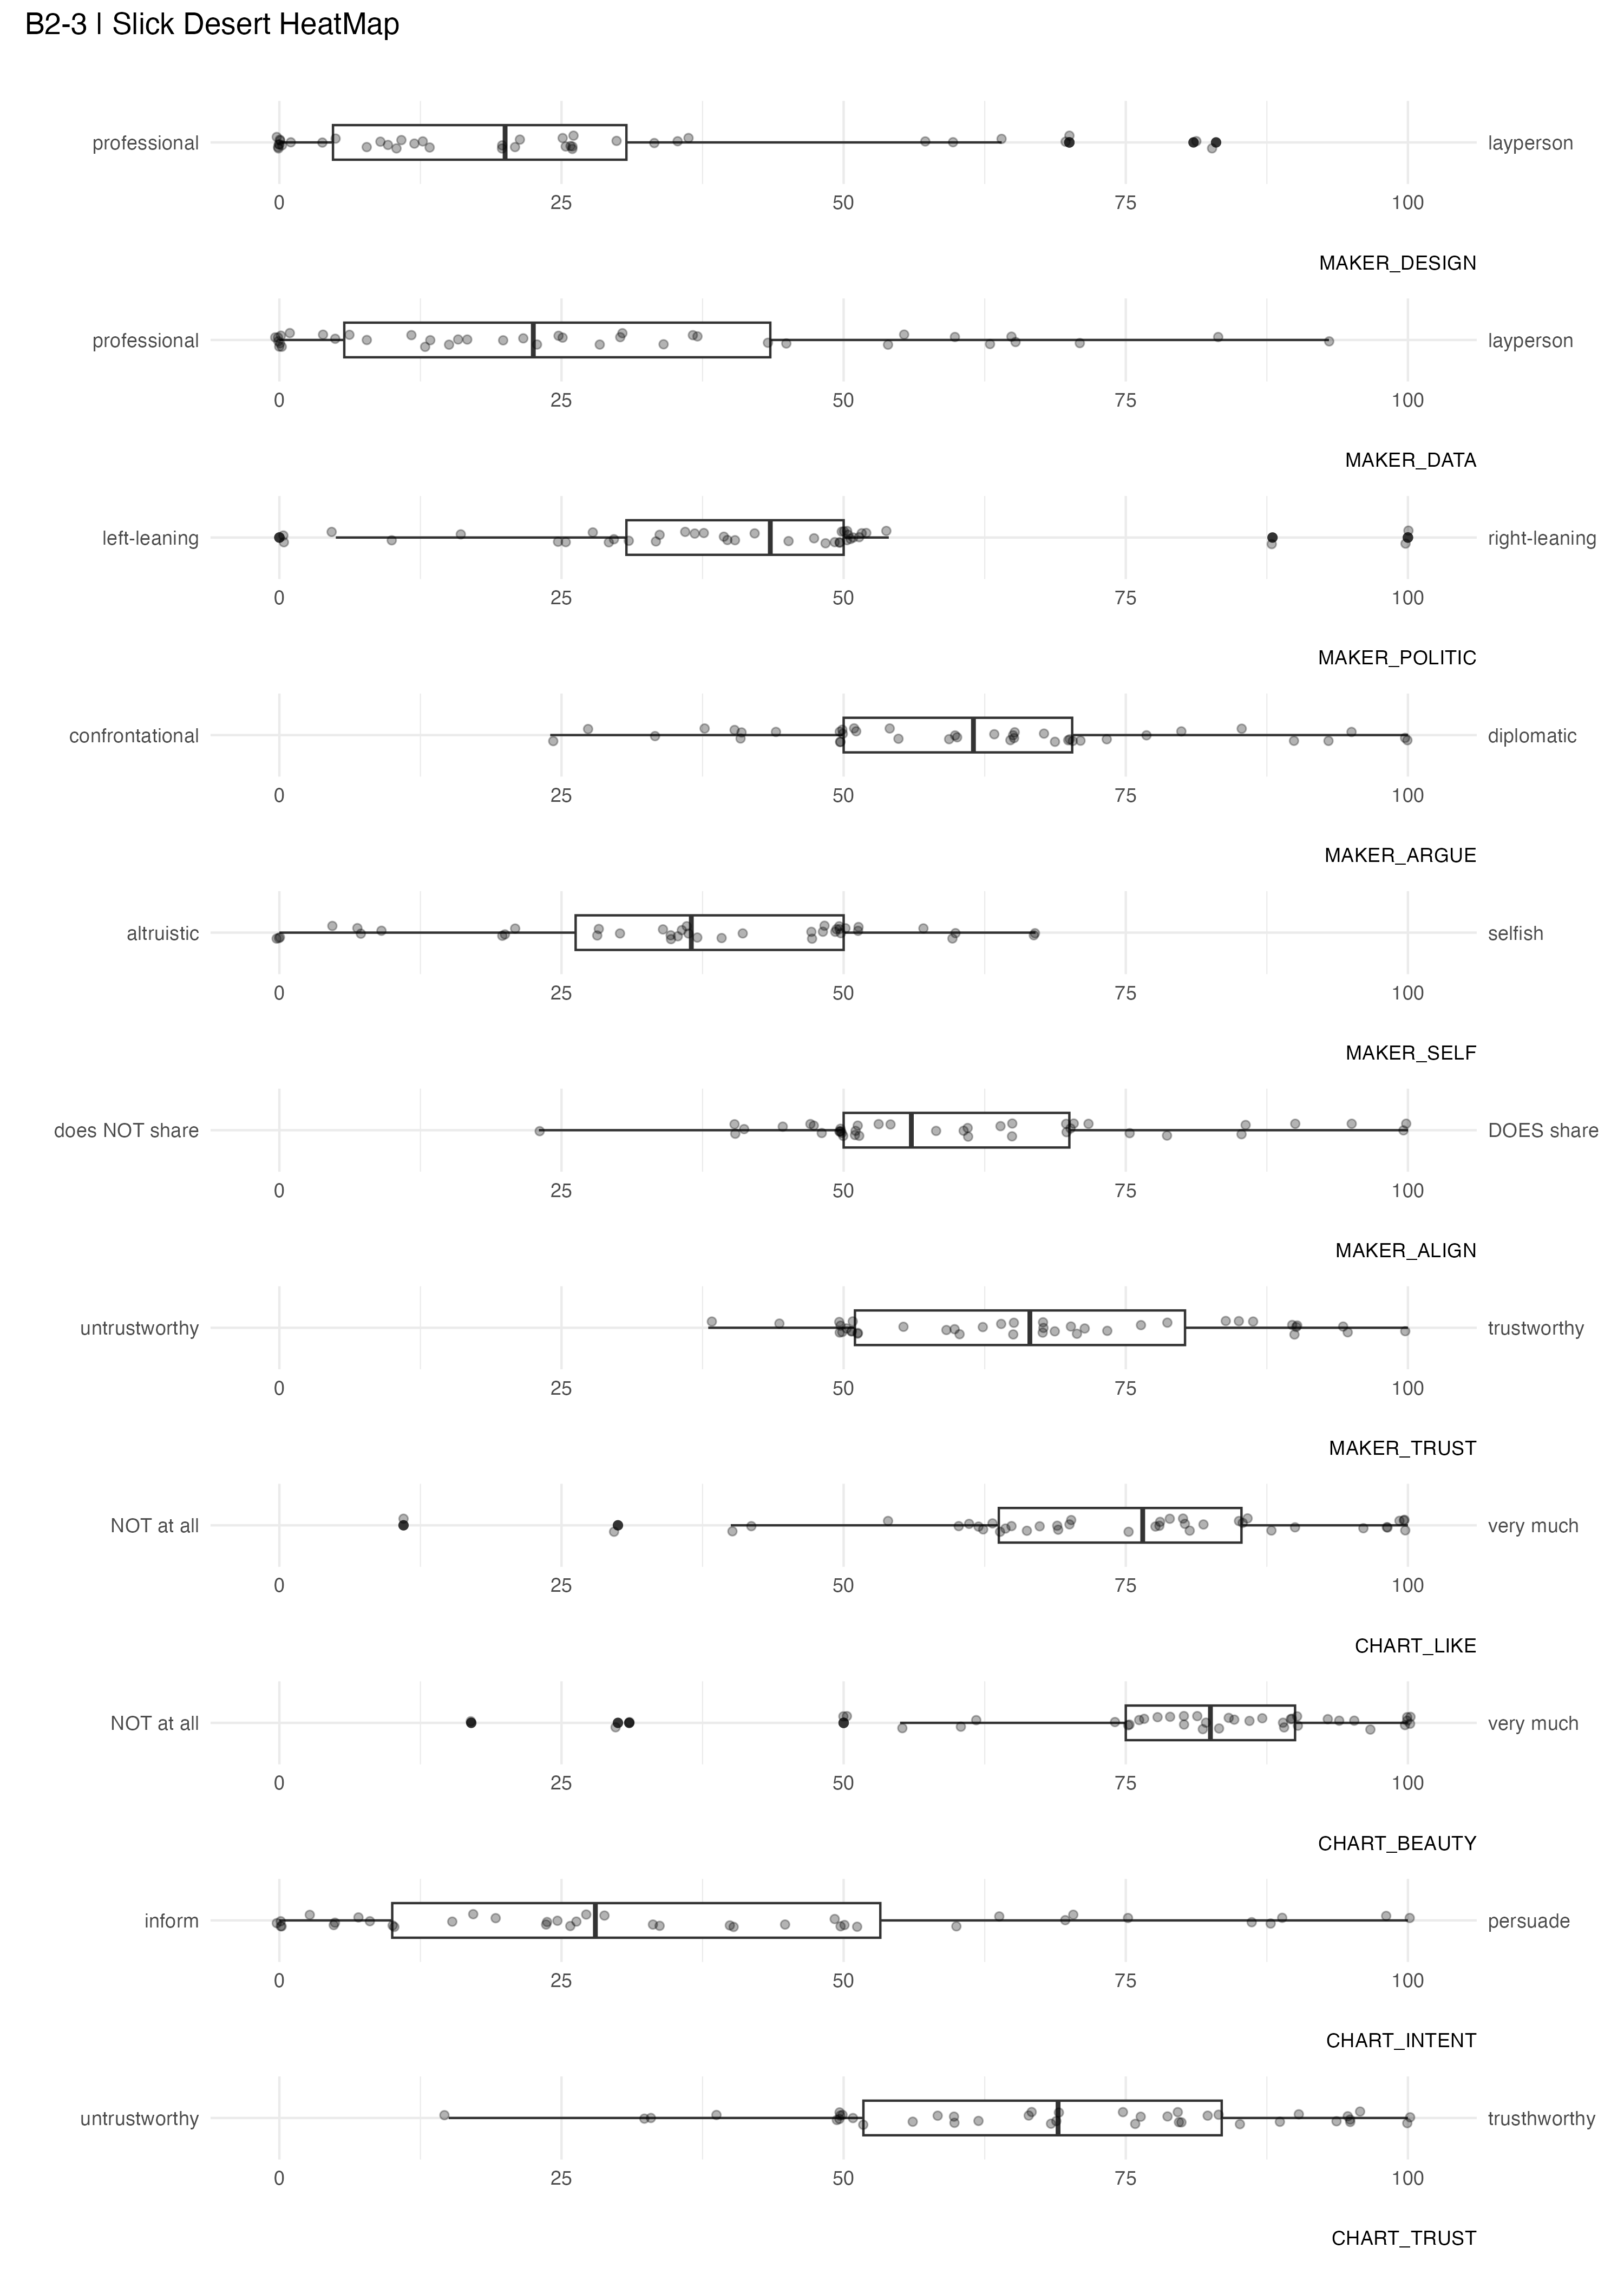 B2-3 | Slick Desert HeatMap
professional layperson
0 25 50 75 100
MAKER_DESIGN
professional layperson
0 25 50 75 100
MAKER_DATA
left-leaning right-leaning
0 25 50 75 100
MAKER_POLITIC
confrontational diplomatic
0 25 50 75 100
MAKER_ARGUE
altruistic selfish
0 25 50 75 100
MAKER_SELF
does NOT share DOES share
0 25 50 75 100
MAKER_ALIGN
untrustworthy trustworthy
0 25 50 75 100
MAKER_TRUST
NOT at all very much
0 25 50 75 100
CHART_LIKE
NOT at all very much
0 25 50 75 100
CHART_BEAUTY
inform persuade
0 25 50 75 100
CHART_INTENT
untrustworthy trusthworthy
0 25 50 75 100
CHART_TRUST